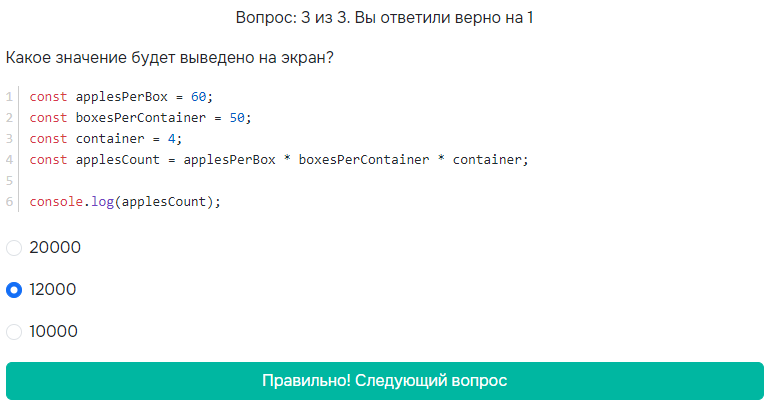 Вопрос: 3 из 3. Вы ответили верно на 1
Какое значение будет выведено на экран?
1 const applesPerBox = 60;
2 const boxesPerContainer = 50;
3 const container = 4;
4 const applesCount = applesPerBox * boxesPerContainer * container;
5
6 console.log(applesCount);
20000
12000
10000
Правильно! Следующий вопрос